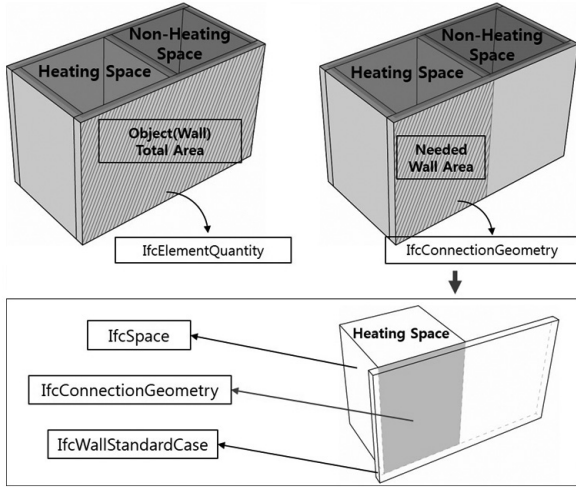 Non-Heating
Space
Heating Space
Object(Wall)
Total Area
IfcElementQuantity
Non-Heating
Space
Heating Space
Needed
Wall Area
IfcConnectionGeometry
IfcSpace
Heating Space
IfcConnectionGeometry
IfcWallStandardCase